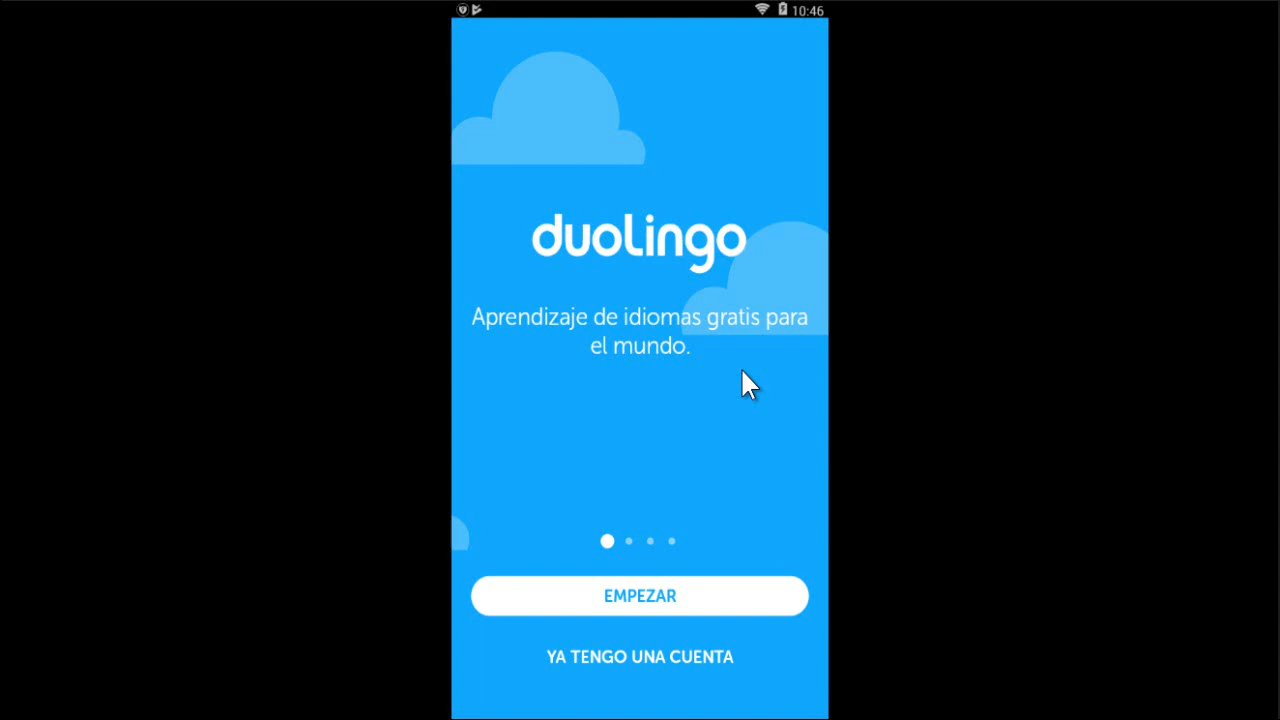 10:46
duolingo
Aprendizaje de idiomas gratis para
el mundo.
EMPEZAR
YA TENGO UNA CUENTA